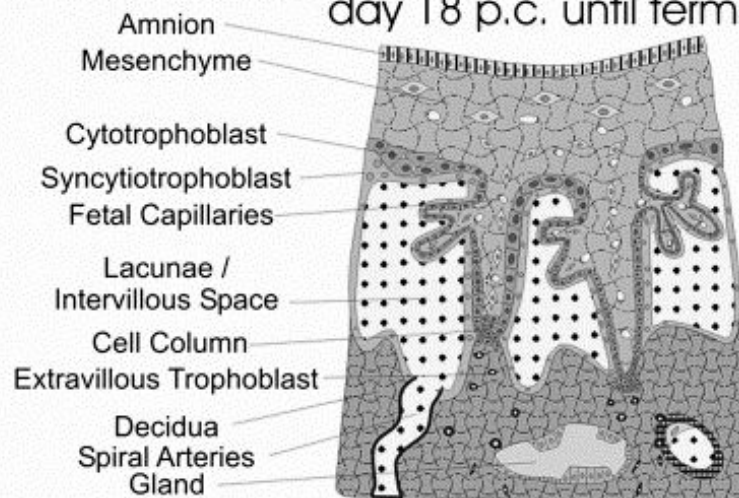 day 18 p.c. until term
Amnion
Mesenchyme
Cytotrophoblast
Syncytiotrophoblast
Fetal Capillaries
Lacunae /
Intervillous Space
Cell Column
Extravillous Trophoblast
Decidua
Spiral Arteries
Gland